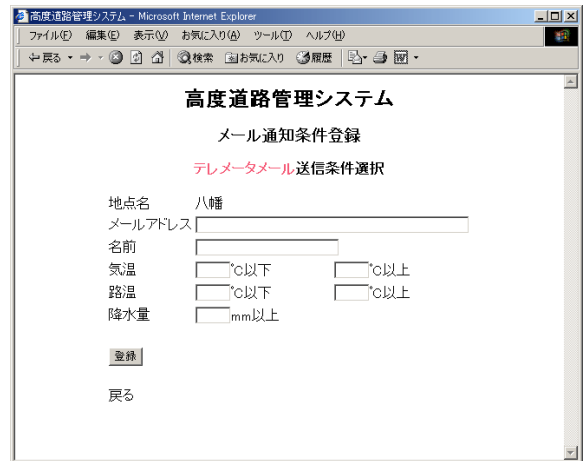 高度道路管理システム - Microsoft Internet Explorer
ファイル(F) 編集(E) 表示(V) お気に入り(A) ツール(T) ヘルプ(H)
戻る 検索 お気に入り 履歴
高度道路管理システム
メール通知条件登録
テレメータメール送信条件選択
地点名 八幡
メールアドレス
名前
気温 ℃以下 ℃以上
路温 ℃以下 ℃以上
降水量 mm以上
登録
戻る